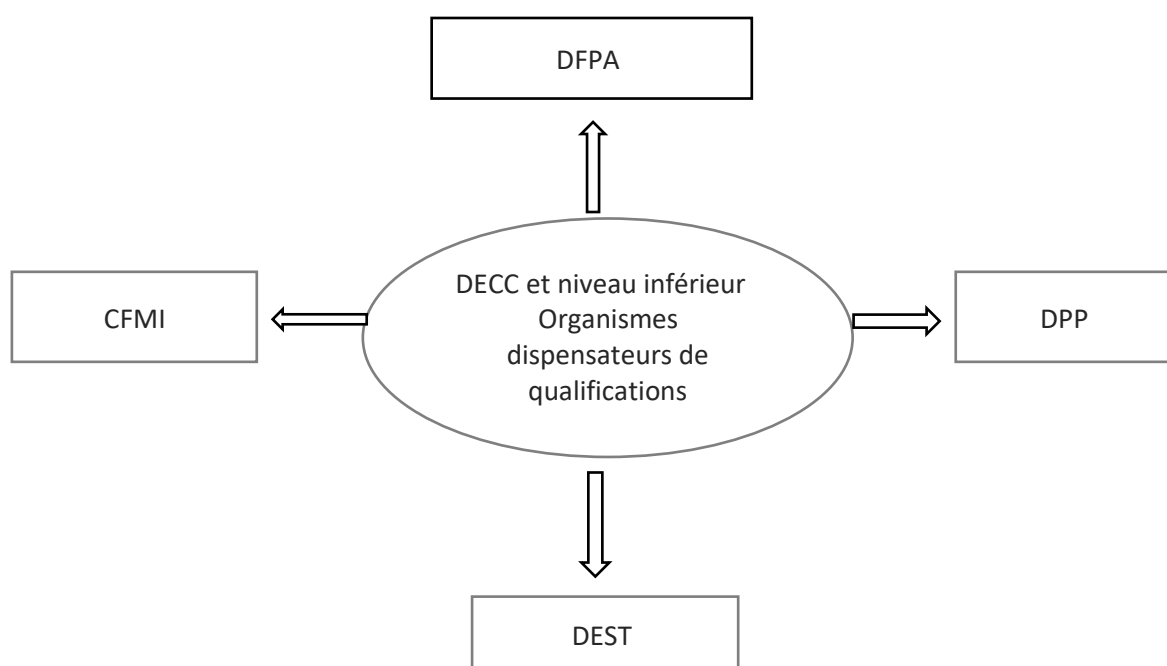 DFPA
DECC et niveau inférieur
Organismes
dispensateurs de
qualifications
CFMI
DPP
DEST